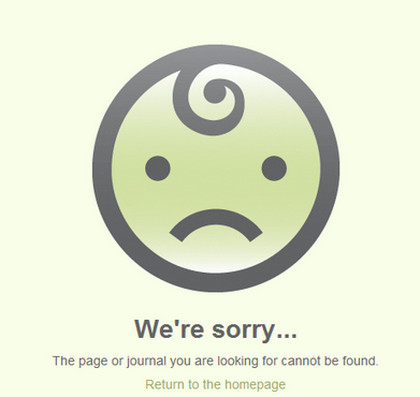 We're sorry...
The page or journal you are looking for cannot be found.
Return to the homepage